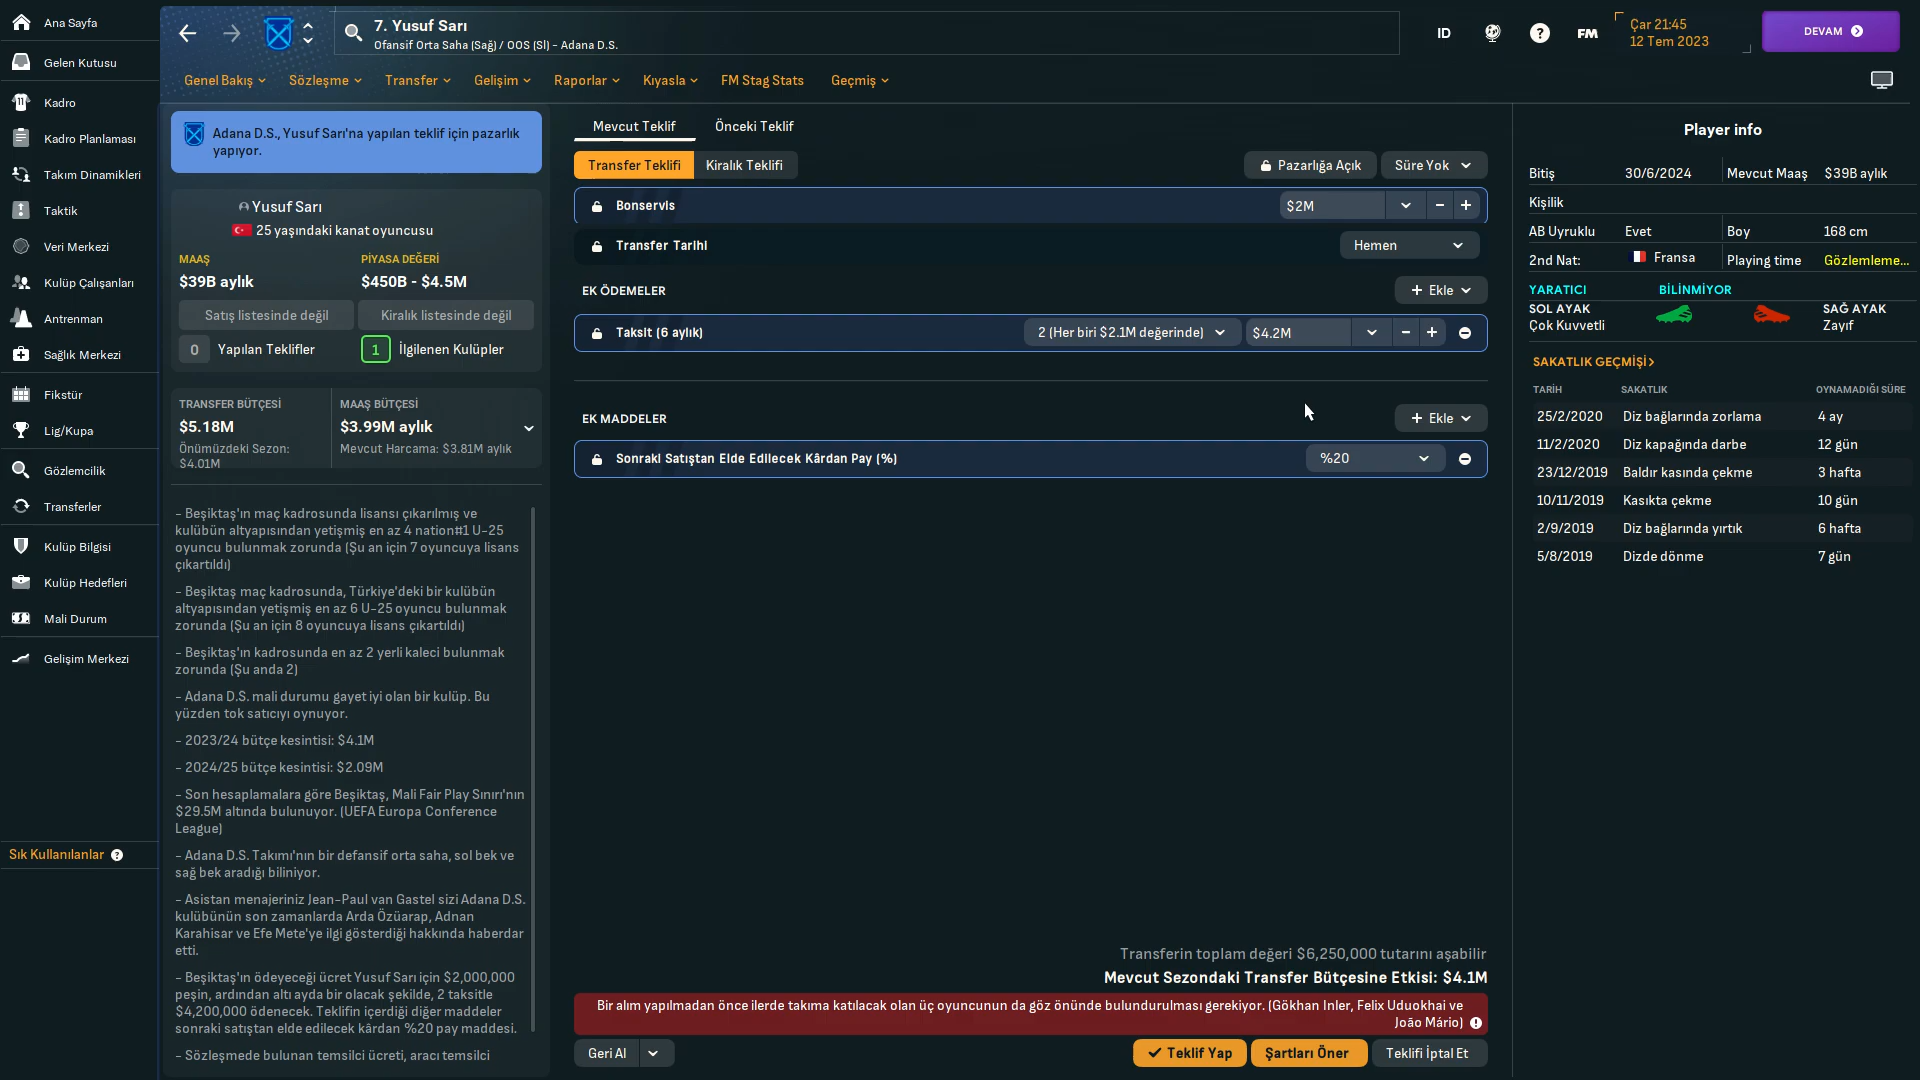 Ana Sayfa
Gelen Kutusu
Kadro
Kadro Planlaması
Takım Dinamikleri
Taktik
Veri Merkezi
Kulüp Çalışanları
Antrenman
Sağlık Merkezi
Fikstür
Lig/Kupa
Gözlemcilik
Transferler
Kulüp Bilgisi
Kulüp Hedefleri
Mali Durum
Gelişim Merkezi
Sık Kullanılanlar ?
7. Yusuf Sarı
Ofansif Orta Saha (Sağ) / OOS (Sl) - Adana D.S.
ID
?
FM
Çar 21:45
12 Tem 2023
DEVAM
Genel Bakış
Sözleşme
Transfer
Gelişim
Raporlar
Kıyasla
FM Stag Stats
Geçmiş
Adana D.S., Yusuf Sarı'na yapılan teklif için pazarlık
yapıyor.
Yusuf Sarı
25 yaşındaki kanat oyuncusu
MAAŞ
PİYASA DEĞERİ
$39B aylık
$450B - $4.5M
Satış listesinde değil
Kiralık listesinde değil
0 Yapılan Teklifler
1 İlgilenen Kulüpler
TRANSFER BÜTÇESİ
$5.18M
Önümüzdeki Sezon:
$4.01M
MAAŞ BÜTÇESİ
$3.99M aylık
Mevcut Harcama: $3.81M aylık
- Beşiktaş'ın maç kadrosunda lisansı çıkarılmış ve
kulübün altyapısından yetişmiş en az 4 nation#1 U-25
oyuncu bulunmak zorunda (Şu an için 7 oyuncuya lisans
çıkartıldı)
- Beşiktaş maç kadrosunda, Türkiye'deki bir kulübün
altyapısından yetişmiş en az 6 U-25 oyuncu bulunmak
zorunda (Şu an için 8 oyuncuya lisans çıkartıldı)
- Beşiktaş'ın kadrosunda en az 2 yerli kaleci bulunmak
zorunda (Şu anda 2)
- Adana D.S. mali durumu gayet iyi olan bir kulüp. Bu
yüzden tok satıcıyı oynuyor.
- 2023/24 bütçe kesintisi: $4.1M
- 2024/25 bütçe kesintisi: $2.09M
- Son hesaplamalara göre Beşiktaş, Mali Fair Play Sınırı'nın
$29.5M altında bulunuyor. (UEFA Europa Conference
League)
- Adana D.S. Takımı'nın bir defansif orta saha, sol bek ve
sağ bek aradığı biliniyor.
- Asistan menajeriniz Jean-Paul van Gastel sizi Adana D.S.
kulübünün son zamanlarda Arda Özüarap, Adnan
Karahisar ve Efe Mete'ye ilgi gösterdiği hakkında haberdar
etti.
- Beşiktaş'ın ödeyeceği ücret Yusuf Sarı için $2,000,000
peşin, ardından altı ayda bir olacak şekilde, 2 taksitle
$4,200,000 ödenecek. Teklifin içerdiği diğer maddeler
sonraki satıştan elde edilecek kârdan %20 pay maddesi.
- Sözleşmede bulunan temsilci ücreti, aracı temsilci
Mevcut Teklif
Önceki Teklif
Transfer Teklifi
Kiralık Teklifi
Pazarlığa Açık
Süre Yok
Bonservis
$2M
Transfer Tarihi
Hemen
EK ÖDEMELER
Ekle
Taksit (6 aylık)
2 (Her biri $2.1M değerinde)
$4.2M
EK MADDELER
Ekle
Sonraki Satıştan Elde Edilecek Kârdan Pay (%)
%20
Transferin toplam değeri $6,250,000 tutarını aşabilir
Mevcut Sezondaki Transfer Bütçesine Etkisi: $4.1M
Bir alım yapılmadan önce ilerde takıma katılacak olan üç oyuncunun da göz önünde bulundurulması gerekiyor. (Gökhan Inler, Felix Uduokhai ve
João Mário)
Geri Al
Teklif Yap
Şartları Öner
Teklifi İptal Et
Player info
Bitiş 30/6/2024 Mevcut Maaş $39B aylık
Kişilik
AB Uyruklu Evet Boy 168 cm
2nd Nat: Fransa Playing time Gözlemleme...
YARATICI BİLİNMİYOR
SOL AYAK
Çok Kuvvetli
SAĞ AYAK
Zayıf
SAKATLIK GEÇMİŞİ
TARİH SAKATLIK OYNAMADIĞI SÜRE
25/2/2020 Diz bağlarında zorlama 4 ay
11/2/2020 Diz kapağında darbe 12 gün
23/12/2019 Baldır kasında çekme 3 hafta
10/11/2019 Kasıkta çekme 10 gün
2/9/2019 Diz bağlarında yırtık 6 hafta
5/8/2019 Dizde dönme 7 gün